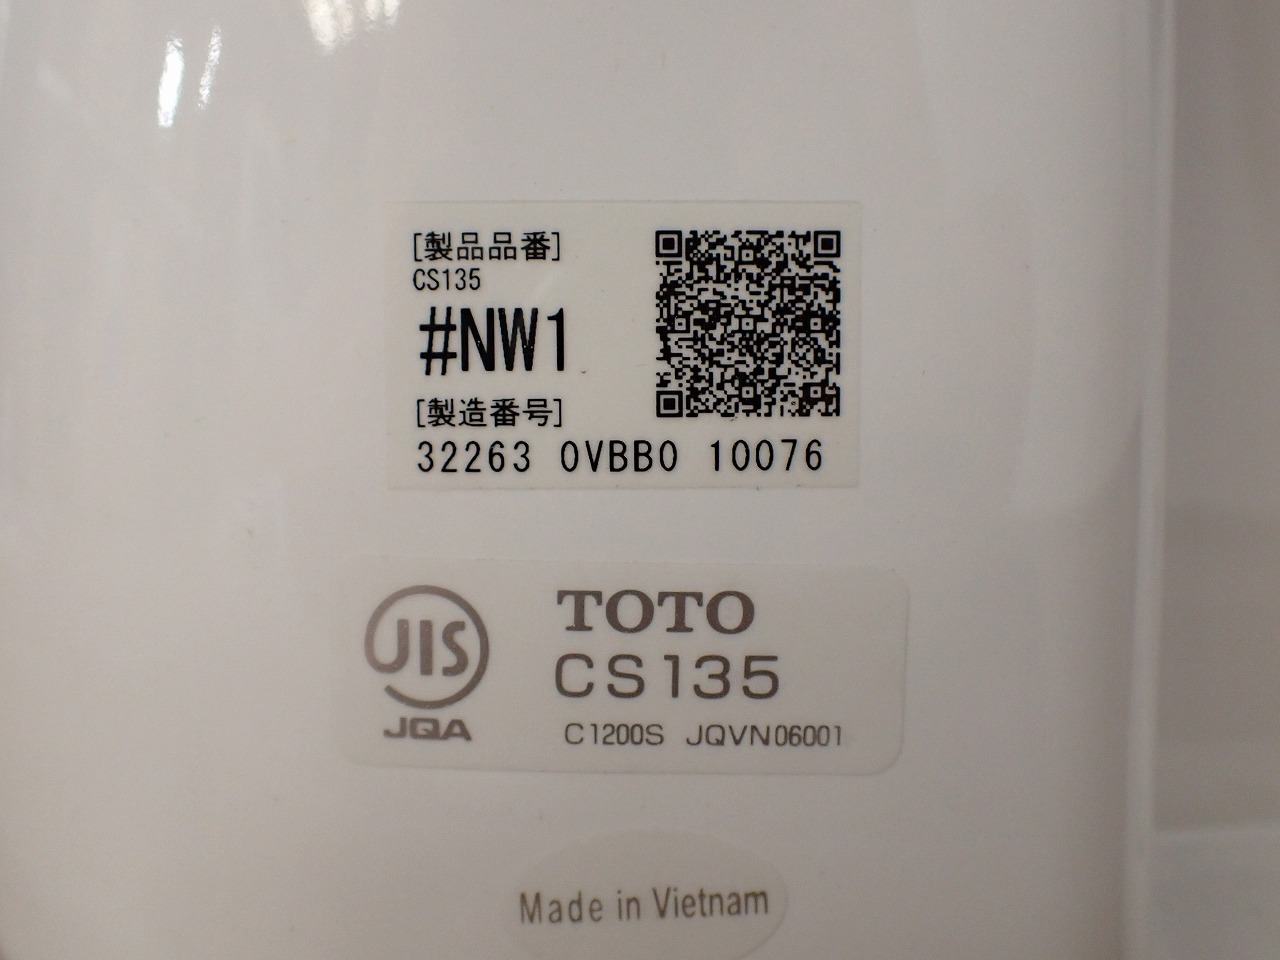 [製品品番]
CS135
#NW1
[製造番号]
32263 0VBB0 10076
JIS
JQA
TOTO
CS135
C1200S JQVN06001
Made in Vietnam